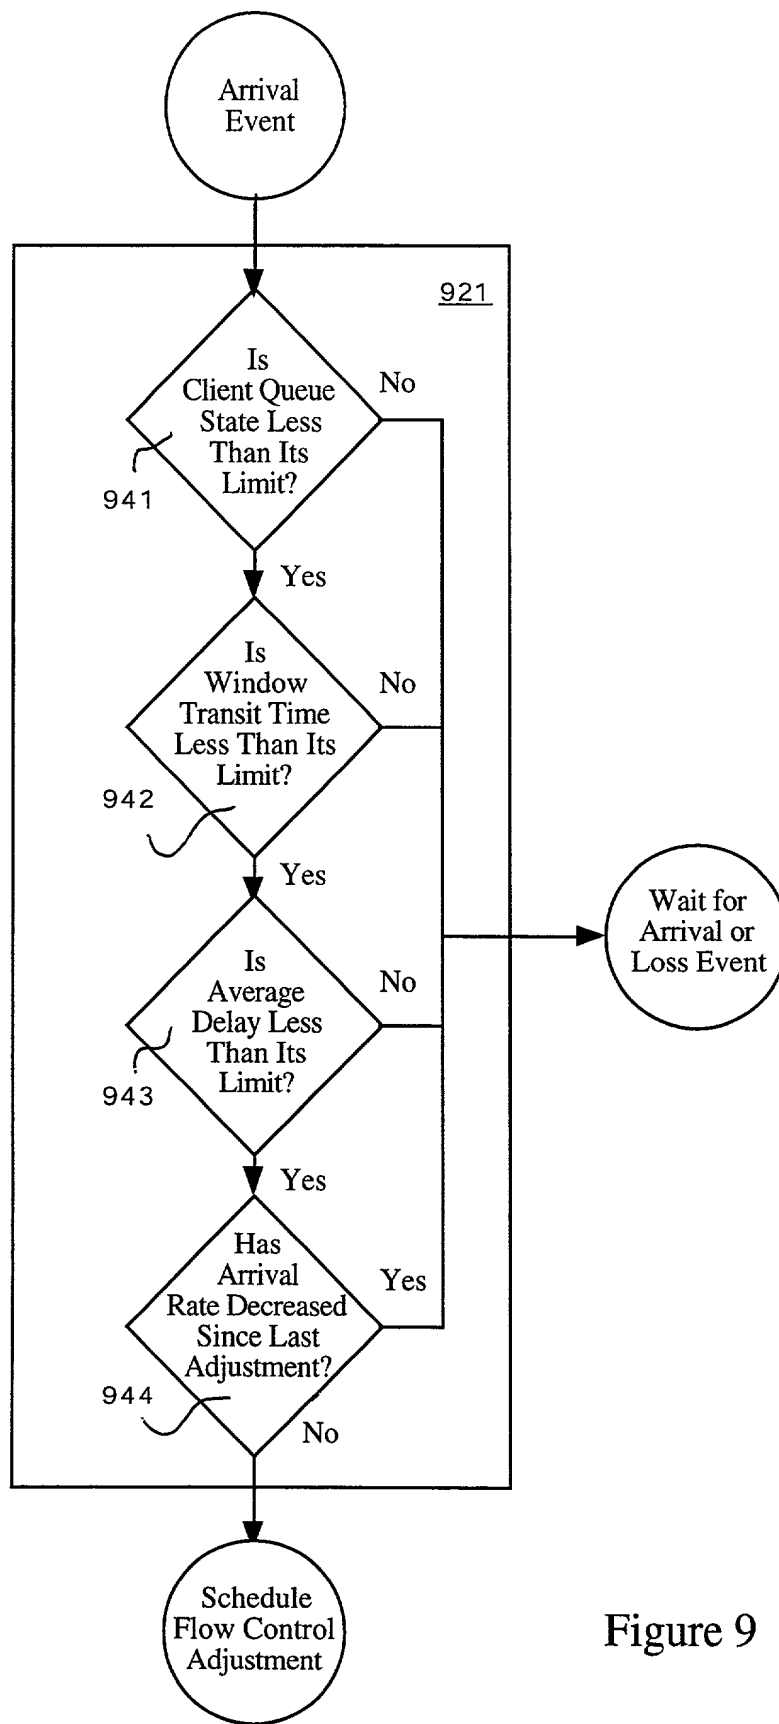 Arrival
Event
921
Is
Client Queue
State Less
Than Its
Limit?
No
941
Yes
Is
Window
Transit Time
Less Than Its
Limit?
No
942
Yes
Wait for
Arrival or
Loss Event
Is
Average
Delay Less
Than Its
Limit?
No
943
Yes
Has
Arrival
Rate Decreased
Since Last
Adjustment?
Yes
944
No
Schedule
Flow Control
Adjustment
Figure 9